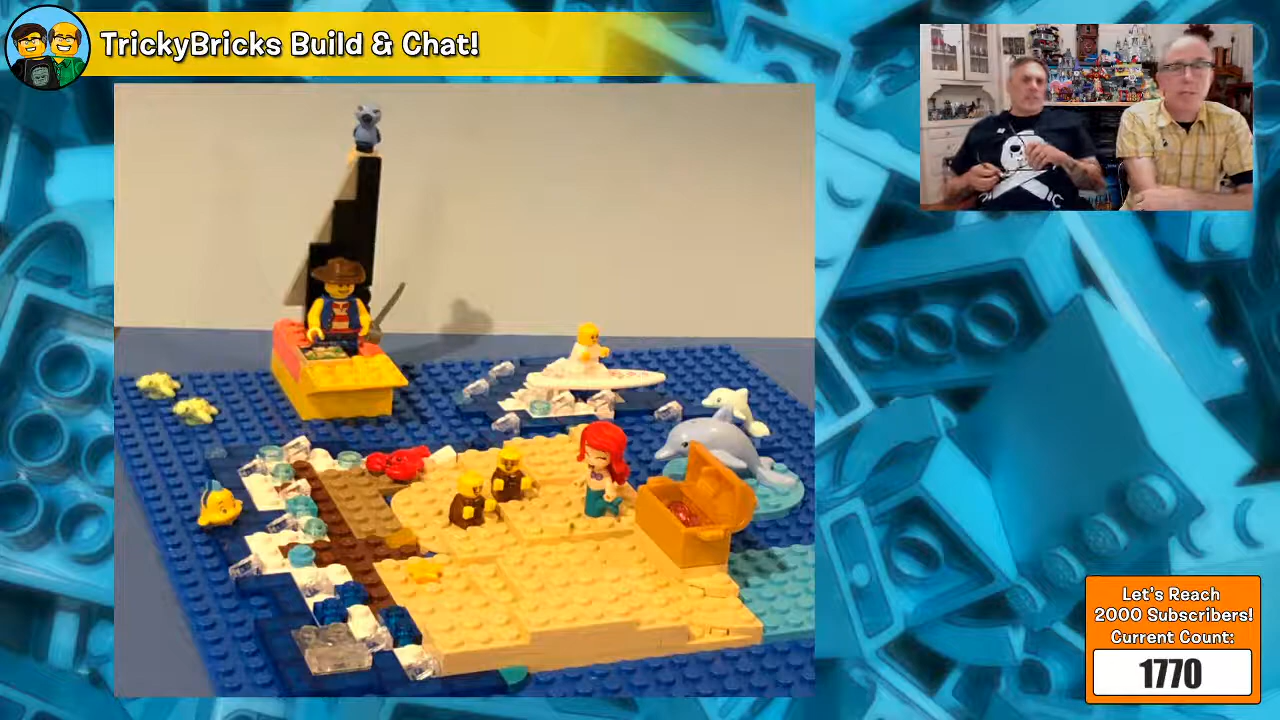 TrickyBricks Build & Chat!
Let's Reach
2000 Subscribers!
Current Count:
1770